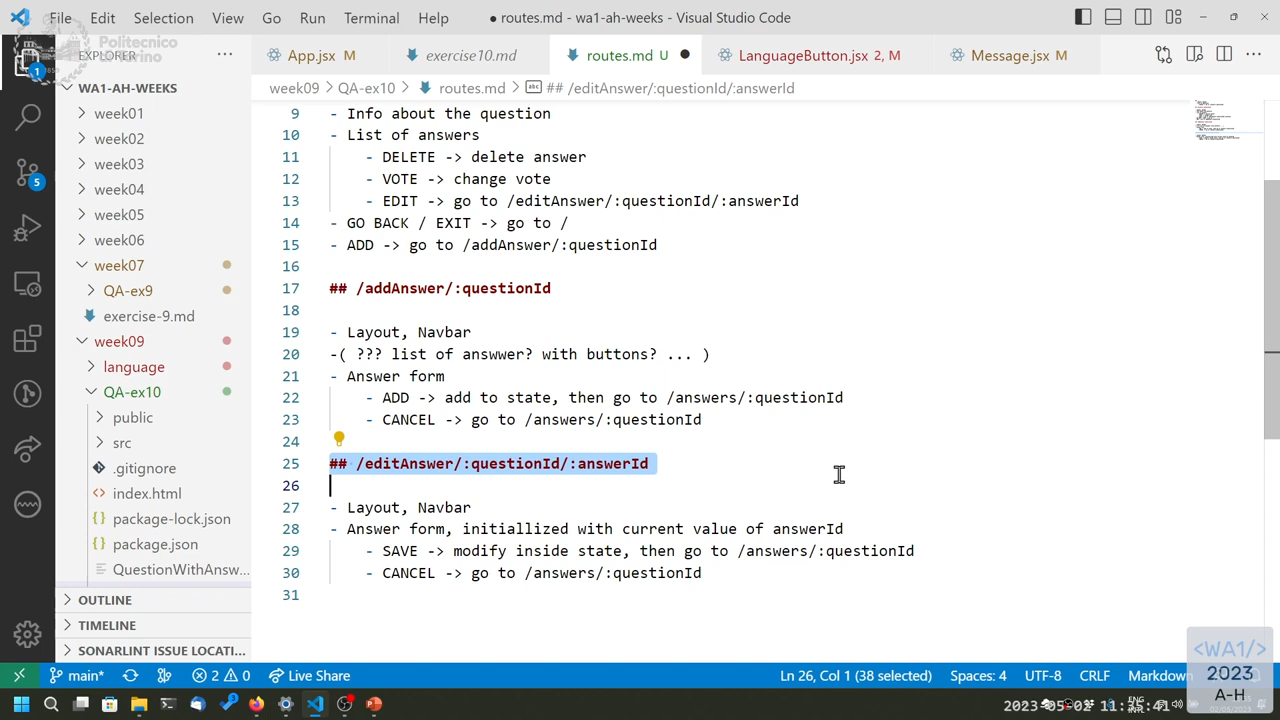 File Edit Selection View Go Run Terminal Help
● routes.md - wa1-ah-weeks - Visual Studio Code
Politecnico
di Torino
EXPLORER
App.jsx M
exercise10.md
routes.md U
LanguageButton.jsx 2, M
Message.jsx M
1
WA1-AH-WEEKS
week09 > QA-ex10 > routes.md > ## /editAnswer/:questionId/:answerId
week01
week02
week03
week04
week05
week06
week07
QA-ex9
exercise-9.md
week09
language
QA-ex10
public
src
.gitignore
index.html
package-lock.json
package.json
QuestionWithAnsw...
OUTLINE
TIMELINE
SONARLINT ISSUE LOCATI...
5
9 - Info about the question
10 - List of answers
11 - DELETE -> delete answer
12 - VOTE -> change vote
13 - EDIT -> go to /editAnswer/:questionId/:answerId
14 - GO BACK / EXIT -> go to /
15 - ADD -> go to /addAnswer/:questionId
16
17 ## /addAnswer/:questionId
18
19 - Layout, Navbar
20 -( ??? list of answwer? with buttons? ... )
21 - Answer form
22 - ADD -> add to state, then go to /answers/:questionId
23 - CANCEL -> go to /answers/:questionId
24
25 ## /editAnswer/:questionId/:answerId
26
27 - Layout, Navbar
28 - Answer form, initiallized with current value of answerId
29 - SAVE -> modify inside state, then go to /answers/:questionId
30 - CANCEL -> go to /answers/:questionId
31
<WA1/>
2023
A-H
main* 2 0 Live Share Ln 26, Col 1 (38 selected) Spaces: 4 UTF-8 CRLF Markdown
ENG